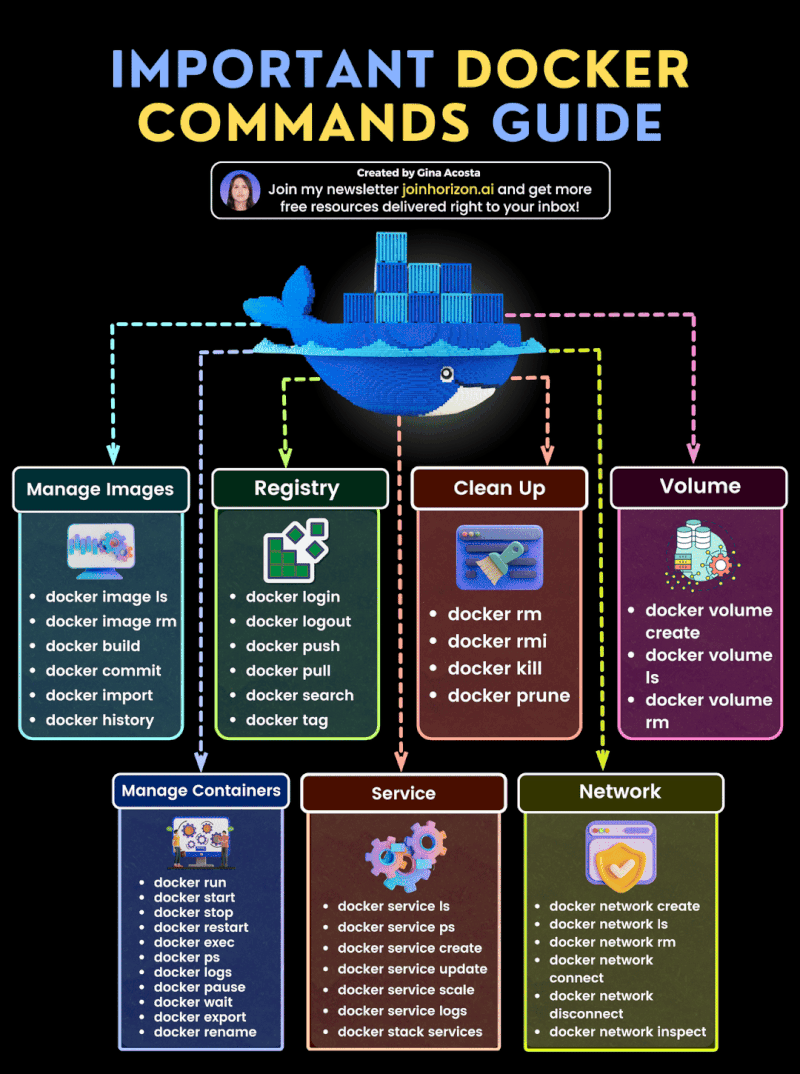 IMPORTANT DOCKER
COMMANDS GUIDE
Created by Gina Acosta
Join my newsletter joinhorizon.ai and get more
free resources delivered right to your inbox!
Manage Images
• docker image ls
• docker image rm
• docker build
• docker commit
• docker import
• docker history
Registry
• docker login
• docker logout
• docker push
• docker pull
• docker search
• docker tag
Clean Up
• docker rm
• docker rmi
• docker kill
• docker prune
Volume
• docker volume
create
• docker volume
ls
• docker volume
rm
Manage Containers
• docker run
• docker start
• docker stop
• docker restart
• docker exec
• docker ps
• docker logs
• docker pause
• docker wait
• docker export
• docker rename
Service
• docker service ls
• docker service ps
• docker service create
• docker service update
• docker service scale
• docker service logs
• docker stack services
Network
• docker network create
• docker network ls
• docker network rm
• docker network
connect
• docker network
disconnect
• docker network inspect